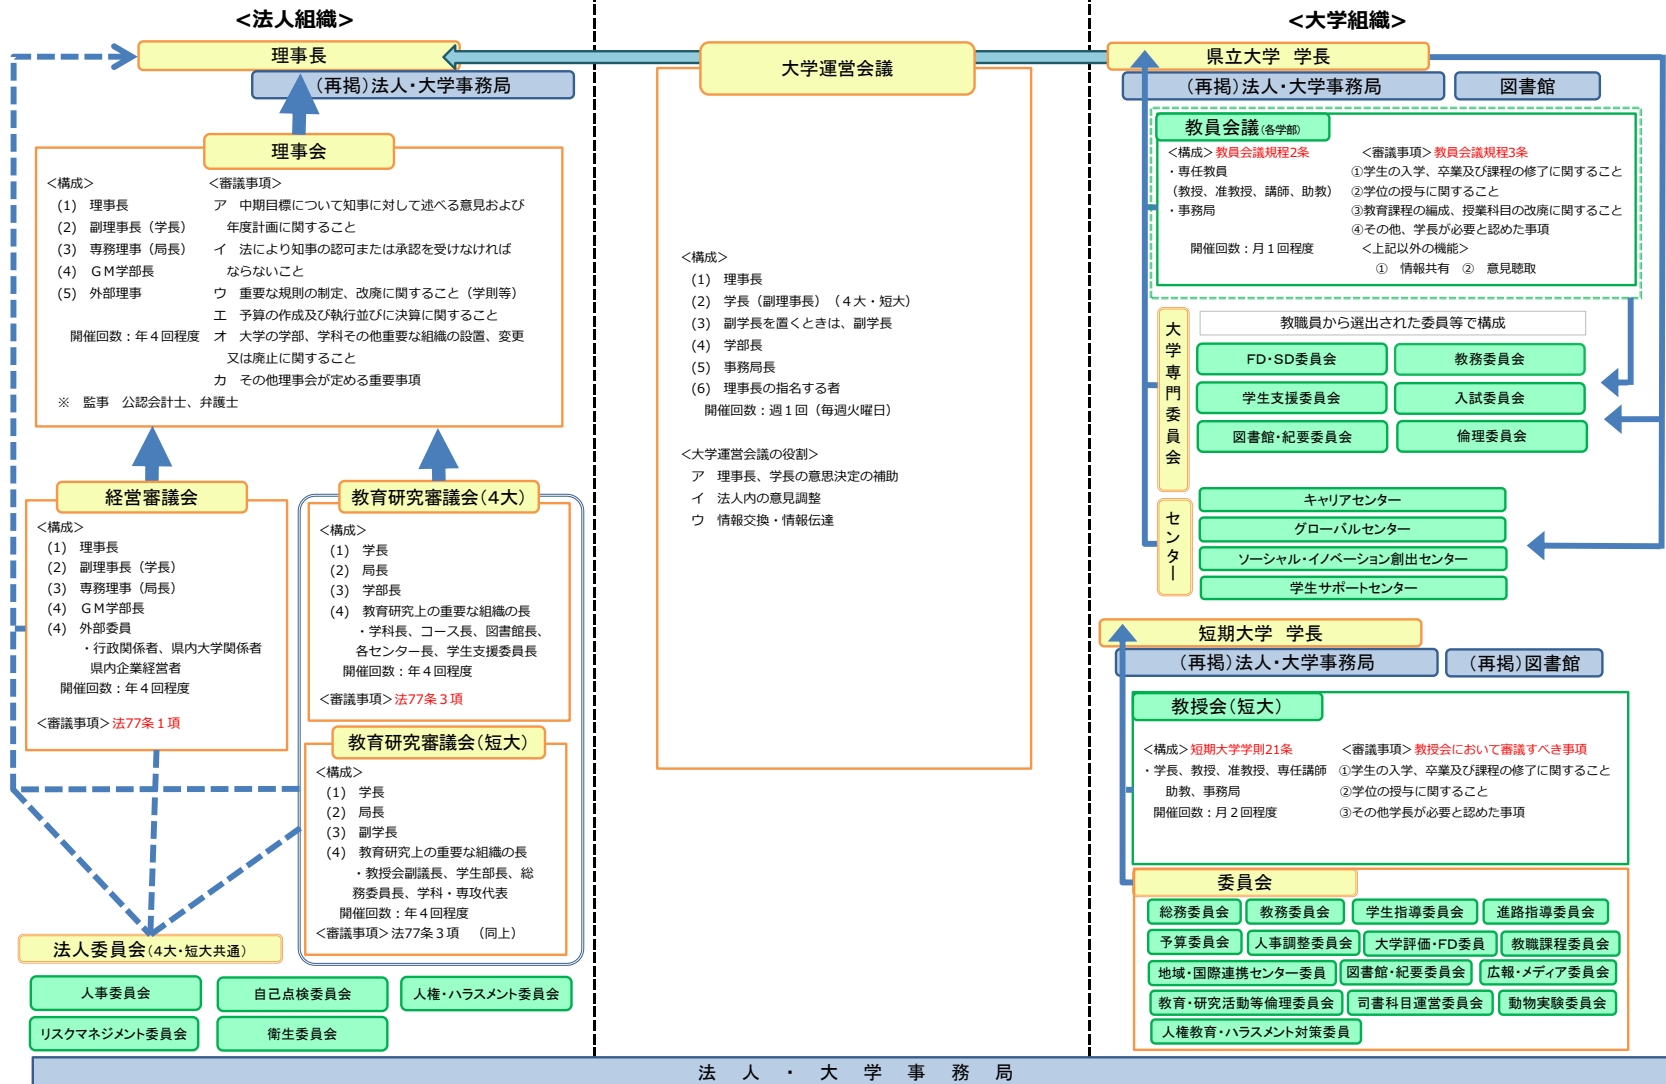 <法人組織>
理事長
(再掲)法人・大学事務局
理事会
<構成>
(1) 理事長
(2) 副理事長（学長）
(3) 専務理事（局長）
(4) ＧＭ学部長
(5) 外部理事
開催回数：年４回程度
<審議事項>
ア 中期目標について知事に対して述べる意見および
年度計画に関すること
イ 法により知事の認可または承認を受けなければ
ならないこと
ウ 重要な規則の制定、改廃に関すること（学則等）
エ 予算の作成及び執行並びに決算に関すること
オ 大学の学部、学科その他重要な組織の設置、変更
又は廃止に関すること
カ その他理事会が定める重要事項
※ 監事 公認会計士、弁護士
経営審議会
<構成>
(1) 理事長
(2) 副理事長（学長）
(3) 専務理事（局長）
(4) ＧＭ学部長
(4) 外部委員
・行政関係者、県内大学関係者
県内企業経営者
開催回数：年４回程度
<審議事項>法77条１項
教育研究審議会(４大)
<構成>
(1) 学長
(2) 局長
(3) 学部長
(4) 教育研究上の重要な組織の長
・学科長、コース長、図書館長、
各センター長、学生支援委員長
開催回数：年４回程度
<審議事項>法77条３項
教育研究審議会(短大)
<構成>
(1) 学長
(2) 局長
(3) 副学長
(4) 教育研究上の重要な組織の長
・教授会副議長、学生部長、総
務委員長、学科・専攻代表
開催回数：年４回程度
<審議事項>法77条３項 （同上）
法人委員会(４大・短大共通)
人事委員会
自己点検委員会
人権・ハラスメント委員会
リスクマネジメント委員会
衛生委員会
大学運営会議
<構成>
(1) 理事長
(2) 学長（副理事長）（４大・短大）
(3) 副学長を置くときは、副学長
(4) 学部長
(5) 事務局長
(6) 理事長の指名する者
開催回数：週１回（毎週火曜日）
<大学運営会議の役割>
ア 理事長、学長の意思決定の補助
イ 法人内の意見調整
ウ 情報交換・情報伝達
<大学組織>
県立大学 学長
(再掲)法人・大学事務局
図書館
教員会議(各学部)
<構成>教員会議規程2条
・専任教員
（教授、准教授、講師、助教）
・事務局
開催回数：月１回程度
<審議事項>教員会議規程3条
①学生の入学、卒業及び課程の修了に関すること
②学位の授与に関すること
③教育課程の編成、授業科目の改廃に関すること
④その他、学長が必要と認めた事項
<上記以外の機能>
① 情報共有 ② 意見聴取
大学専門委員会
教職員から選出された委員等で構成
FD・SD委員会
教務委員会
学生支援委員会
入試委員会
図書館・紀要委員会
倫理委員会
センター
キャリアセンター
グローバルセンター
ソーシャル・イノベーション創出センター
学生サポートセンター
短期大学 学長
(再掲)法人・大学事務局
(再掲)図書館
教授会(短大)
<構成>短期大学学則21条
・学長、教授、准教授、専任講師
助教、事務局
開催回数：月２回程度
<審議事項>教授会において審議すべき事項
①学生の入学、卒業及び課程の修了に関すること
②学位の授与に関すること
③その他学長が必要と認めた事項
委員会
総務委員会
教務委員会
学生指導委員会
進路指導委員会
予算委員会
人事調整委員会
大学評価・FD委員
教職課程委員会
地域・国際連携センター委員
図書館・紀要委員会
広報・メディア委員会
教育・研究活動等倫理委員会
司書科目運営委員会
動物実験委員会
人権教育・ハラスメント対策委員
法人・大学事務局